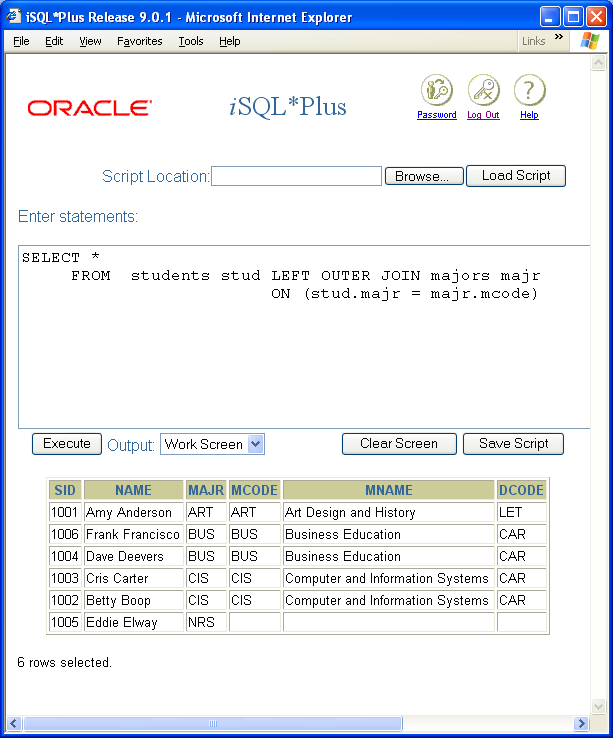 iSQL*Plus Release 9.0.1 - Microsoft Internet Explorer
File Edit View Favorites Tools Help Links »
ORACLE' iSQL*Plus
Password Log Out Help
Script Location: Browse... Load Script
Enter statements:
SELECT *
FROM students stud LEFT OUTER JOIN majors majr
ON (stud.majr = majr.mcode)
Execute Output: Work Screen Clear Screen Save Script
SID NAME MAJR MCODE MNAME DCODE
1001 Amy Anderson ART ART Art Design and History LET
1006 Frank Francisco BUS BUS Business Education CAR
1004 Dave Deevers BUS BUS Business Education CAR
1003 Cris Carter CIS CIS Computer and Information Systems CAR
1002 Betty Boop CIS CIS Computer and Information Systems CAR
1005 Eddie Elway NRS
6 rows selected.